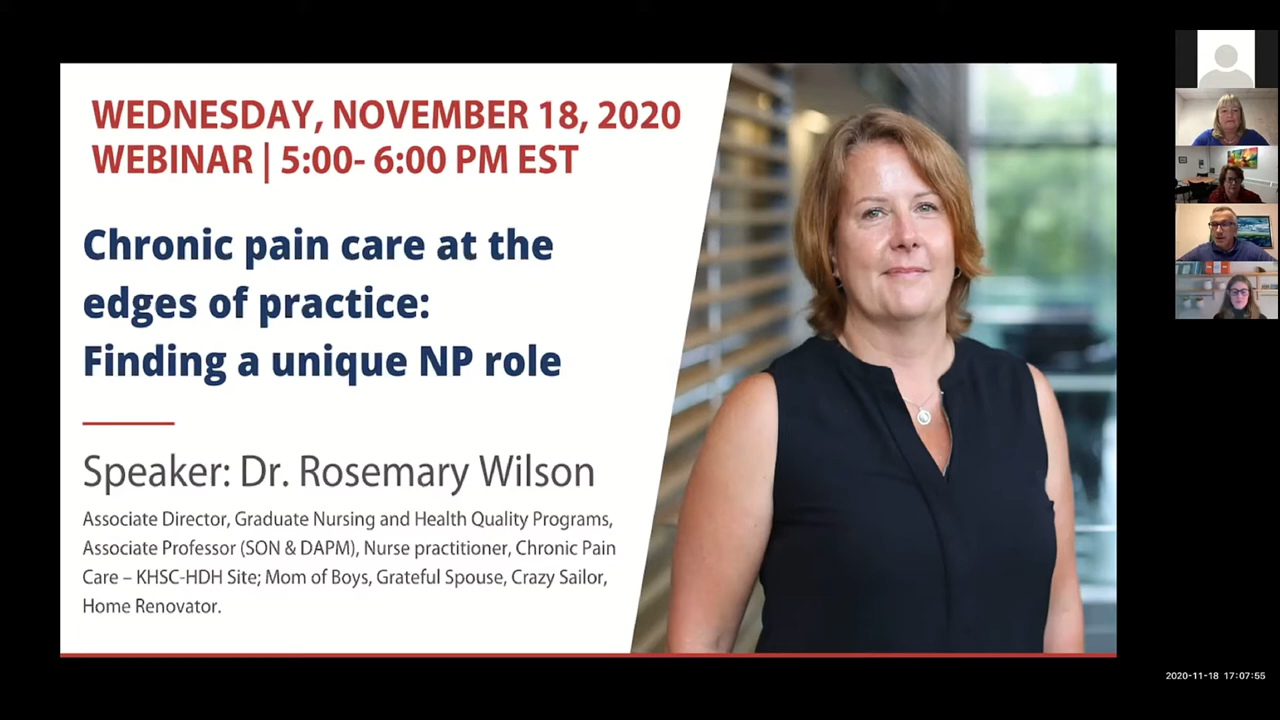 WEDNESDAY, NOVEMBER 18, 2020
WEBINAR | 5:00- 6:00 PM EST
Chronic pain care at the
edges of practice:
Finding a unique NP role
Speaker: Dr. Rosemary Wilson
Associate Director, Graduate Nursing and Health Quality Programs,
Associate Professor (SON & DAPM), Nurse practitioner, Chronic Pain
Care – KHSC-HDH Site; Mom of Boys, Grateful Spouse, Crazy Sailor,
Home Renovator.
2020-11-18 17:07:55